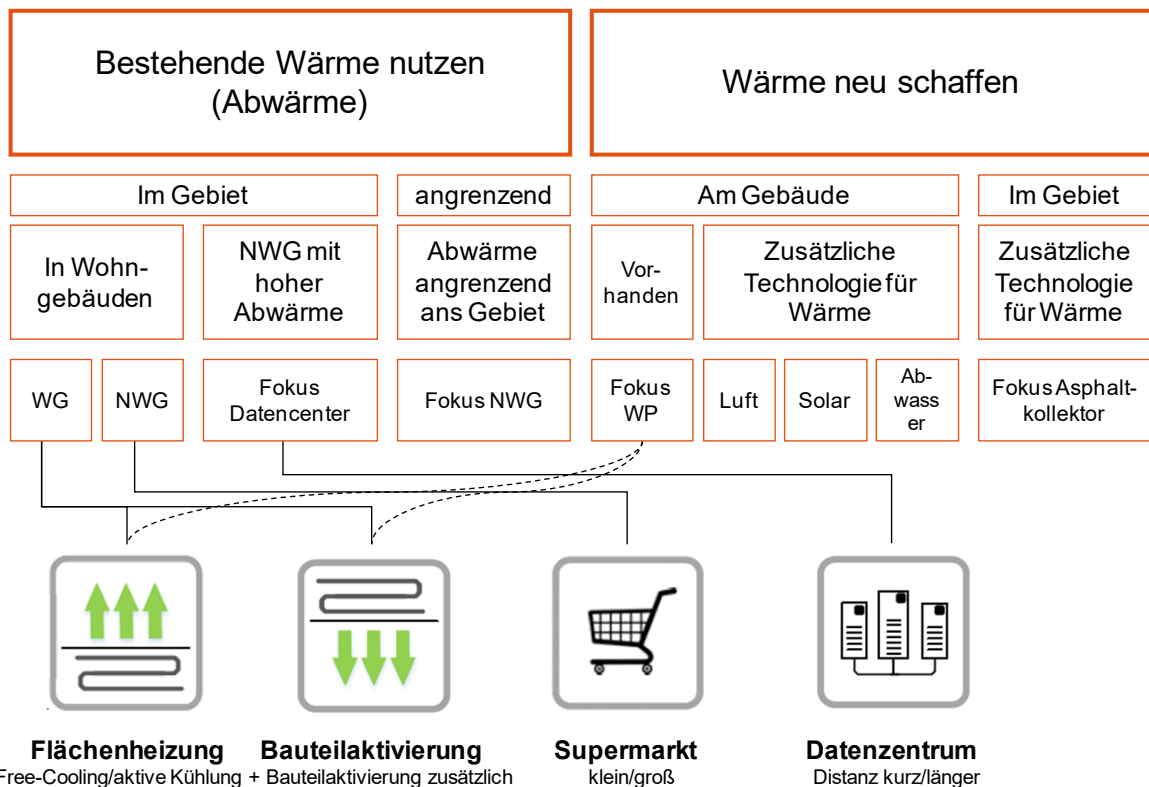 Bestehende Wärme nutzen
(Abwärme)
Wärme neu schaffen
Im Gebiet
angrenzend
Am Gebäude
Im Gebiet
In Wohn-
gebäuden
NWG mit
hoher
Abwärme
Abwärme
angrenzend
ans Gebiet
Vor-
handen
Zusätzliche
Technologie für
Wärme
Zusätzliche
Technologie
für Wärme
WG
NWG
Fokus
Datencenter
Fokus NWG
Fokus
WP
Luft
Solar
Ab-
wass
er
Fokus Asphalt-
kollektor
Flächenheizung
Free-Cooling/aktive Kühlung
Bauteilaktivierung
+ Bauteilaktivierung zusätzlich
Supermarkt
klein/groß
Datenzentrum
Distanz kurz/länger